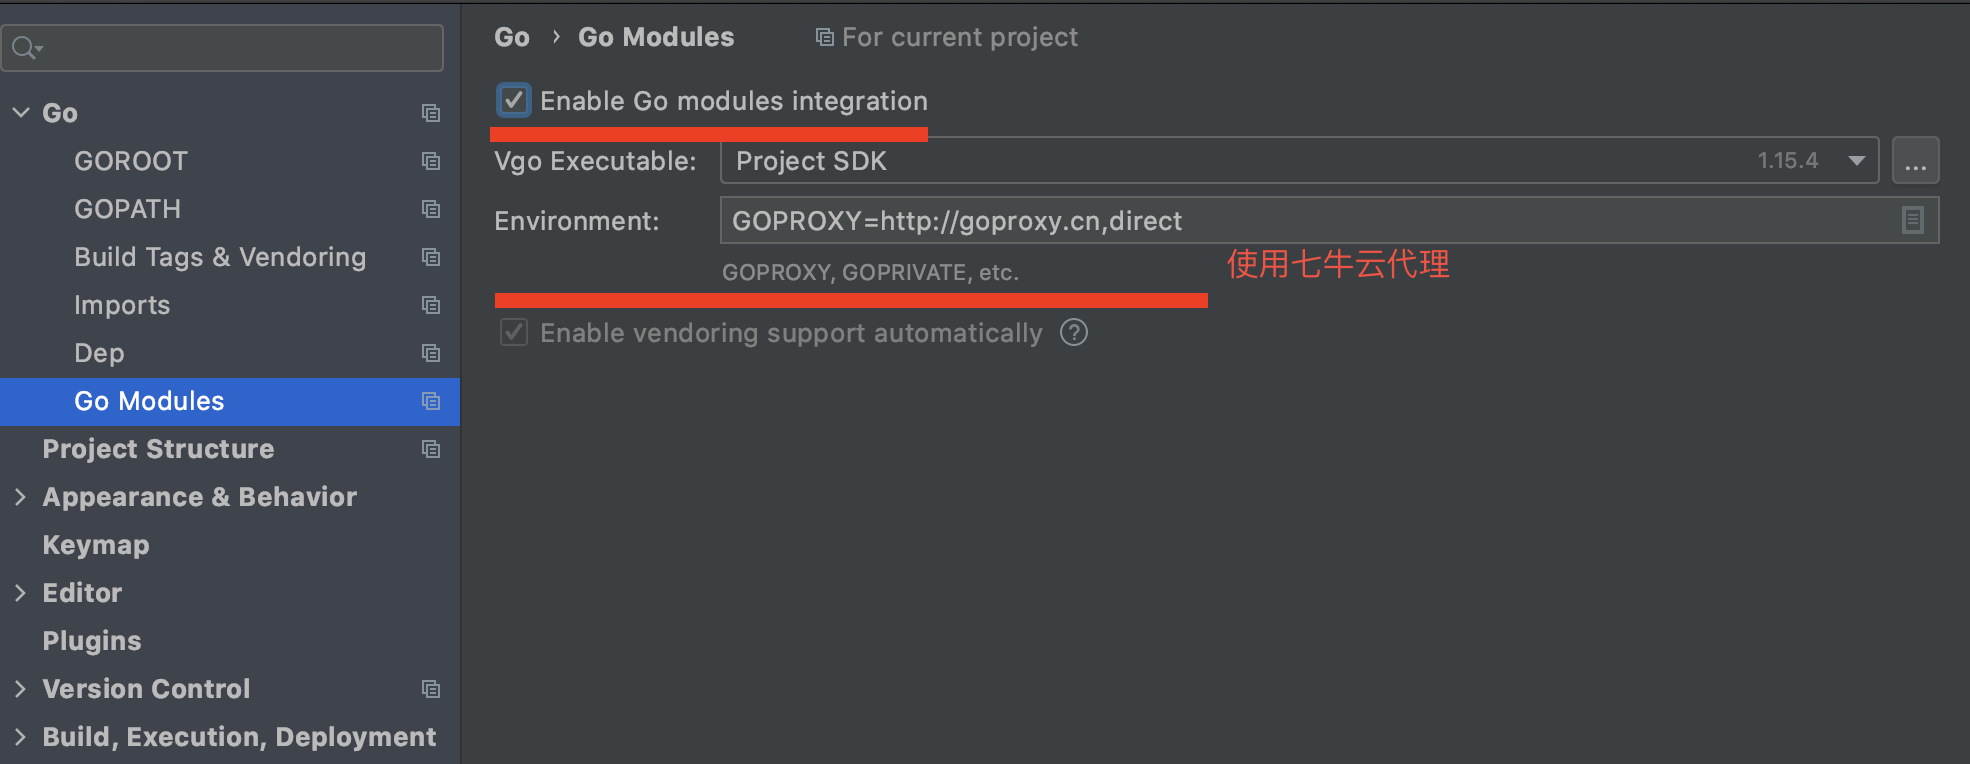 Go
GOROOT
GOPATH
Build Tags & Vendoring
Imports
Dep
Go Modules
Project Structure
Appearance & Behavior
Keymap
Editor
Plugins
Version Control
Build, Execution, Deployment
Go › Go Modules For current project
Enable Go modules integration
Vgo Executable: Project SDK 1.15.4 ...
Environment: GOPROXY=http://goproxy.cn,direct
GOPROXY, GOPRIVATE, etc.
使用七牛云代理
Enable vendoring support automatically ?